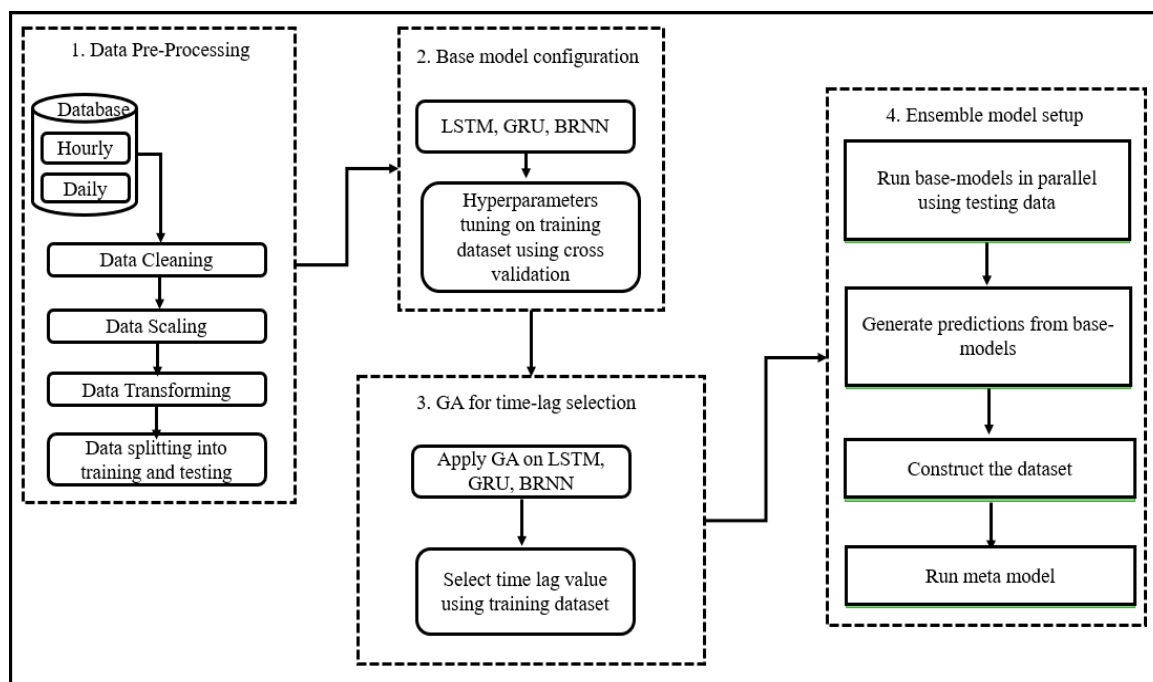 1. Data Pre-Processing
Database
Hourly
Daily
Data Cleaning
Data Scaling
Data Transforming
Data splitting into
training and testing
2. Base model configuration
LSTM, GRU, BRNN
Hyperparameters
tuning on training
dataset using cross
validation
3. GA for time-lag selection
Apply GA on LSTM,
GRU, BRNN
Select time lag value
using training dataset
4. Ensemble model setup
Run base-models in parallel
using testing data
Generate predictions from base-
models
Construct the dataset
Run meta model